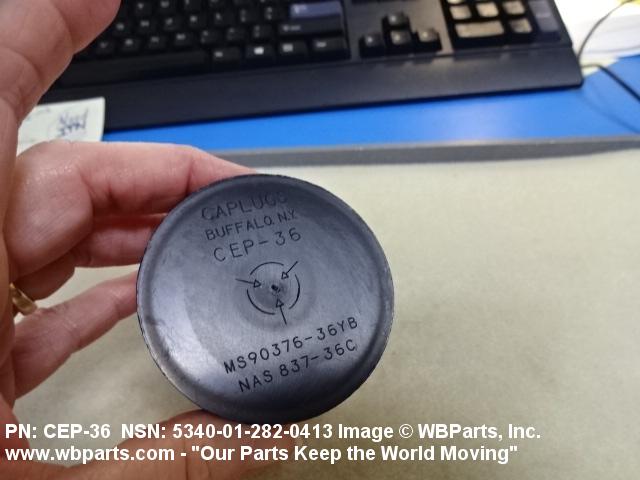 CAPLUGS
BUFFALO, N.Y.
CEP-36
MS90376-36YB
NAS 837-36C
PN: CEP-36 NSN: 5340-01-282-0413 Image © WBParts, Inc.
www.wbparts.com - "Our Parts Keep the World Moving"